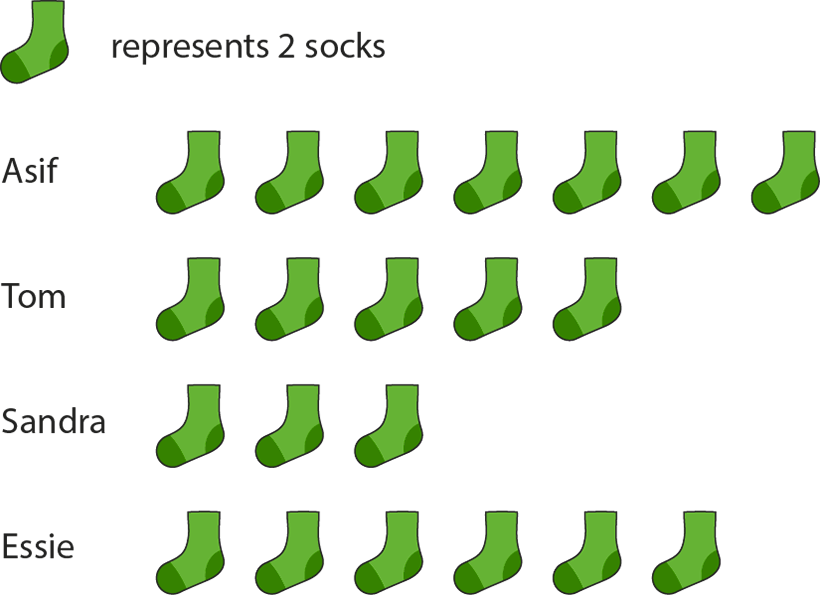 represents 2 socks
Asif
Tom
Sandra
Essie